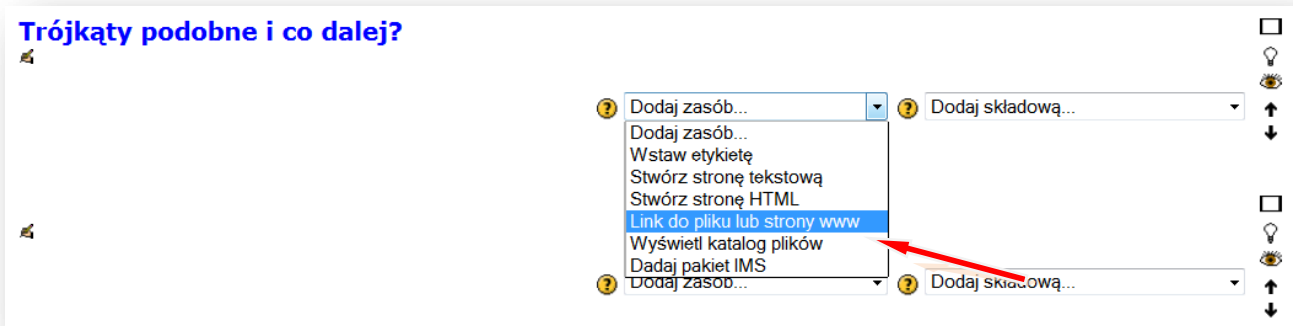 Trójkąty podobne i co dalej?
Dodaj zasób... Dodaj składową...
Dodaj zasób...
Wstaw etykietę
Stwórz stronę tekstową
Stwórz stronę HTML
Link do pliku lub strony www
Wyświetl katalog plików
Dadaj pakiet IMS
Dodaj zasób... Dodaj składową...